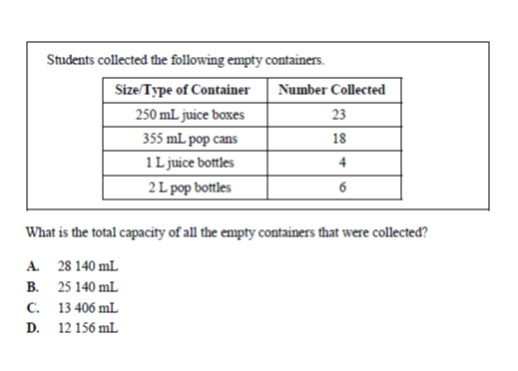 Students collected the following empty containers.
Size/Type of Container Number Collected
250 mL juice boxes 23
355 mL pop cans 18
1 L juice bottles 4
2 L pop bottles 6
What is the total capacity of all the empty containers that were collected?
A. 28 140 mL
B. 25 140 mL
C. 13 406 mL
D. 12 156 mL